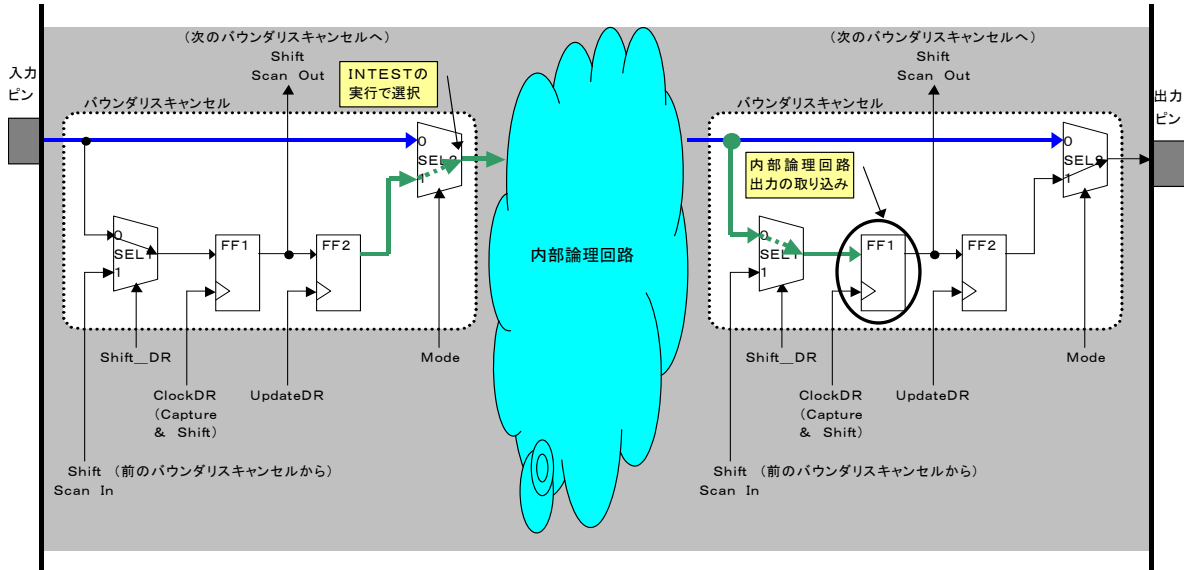 (次のバウンダリスキャンセルへ)
Shift
Scan Out
INTESTの
実行で選択
入力
ピン
バウンダリスキャンセル
0
SEL2
1
0
SEL1
1
FF1
FF2
Shift__DR
Mode
ClockDR
(Capture
& Shift)
UpdateDR
Shift (前のバウンダリスキャンセルから)
Scan In
内部論理回路
(次のバウンダリスキャンセルへ)
Shift
Scan Out
バウンダリスキャンセル
出力
ピン
内部論理回路
出力の取り込み
0
SEL2
1
0
SEL1
1
FF1
FF2
Shift__DR
Mode
ClockDR
(Capture
& Shift)
UpdateDR
Shift (前のバウンダリスキャンセルから)
Scan In